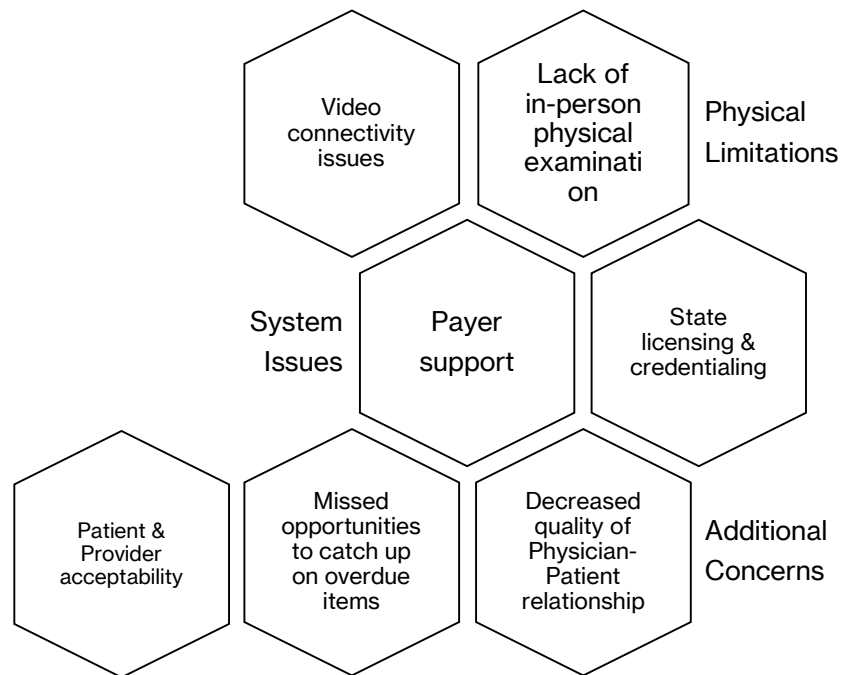 Video
connectivity
issues
Lack of
in-person
physical
examinati
on
Physical
Limitations
System
Issues
Payer
support
State
licensing &
credentialing
Patient &
Provider
acceptability
Missed
opportunities
to catch up
on overdue
items
Decreased
quality of
Physician-
Patient
relationship
Additional
Concerns